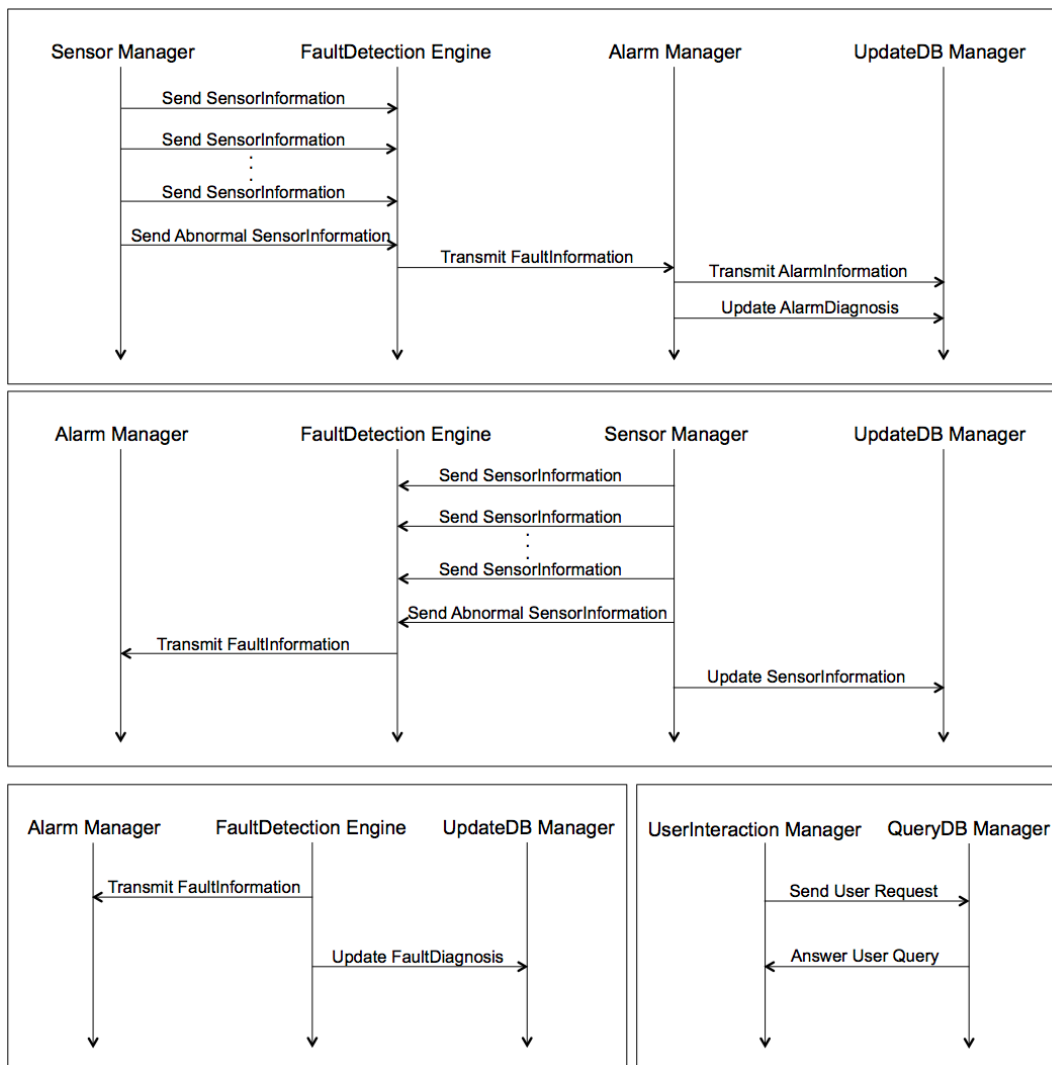 Sensor Manager
FaultDetection Engine
Alarm Manager
UpdateDB Manager
Send SensorInformation
Send SensorInformation
Send SensorInformation
Send Abnormal SensorInformation
Transmit FaultInformation
Transmit AlarmInformation
Update AlarmDiagnosis
Alarm Manager
FaultDetection Engine
Sensor Manager
UpdateDB Manager
Send SensorInformation
Send SensorInformation
Send SensorInformation
Send Abnormal SensorInformation
Transmit FaultInformation
Update SensorInformation
Alarm Manager
FaultDetection Engine
UpdateDB Manager
Transmit FaultInformation
Update FaultDiagnosis
UserInteraction Manager
QueryDB Manager
Send User Request
Answer User Query